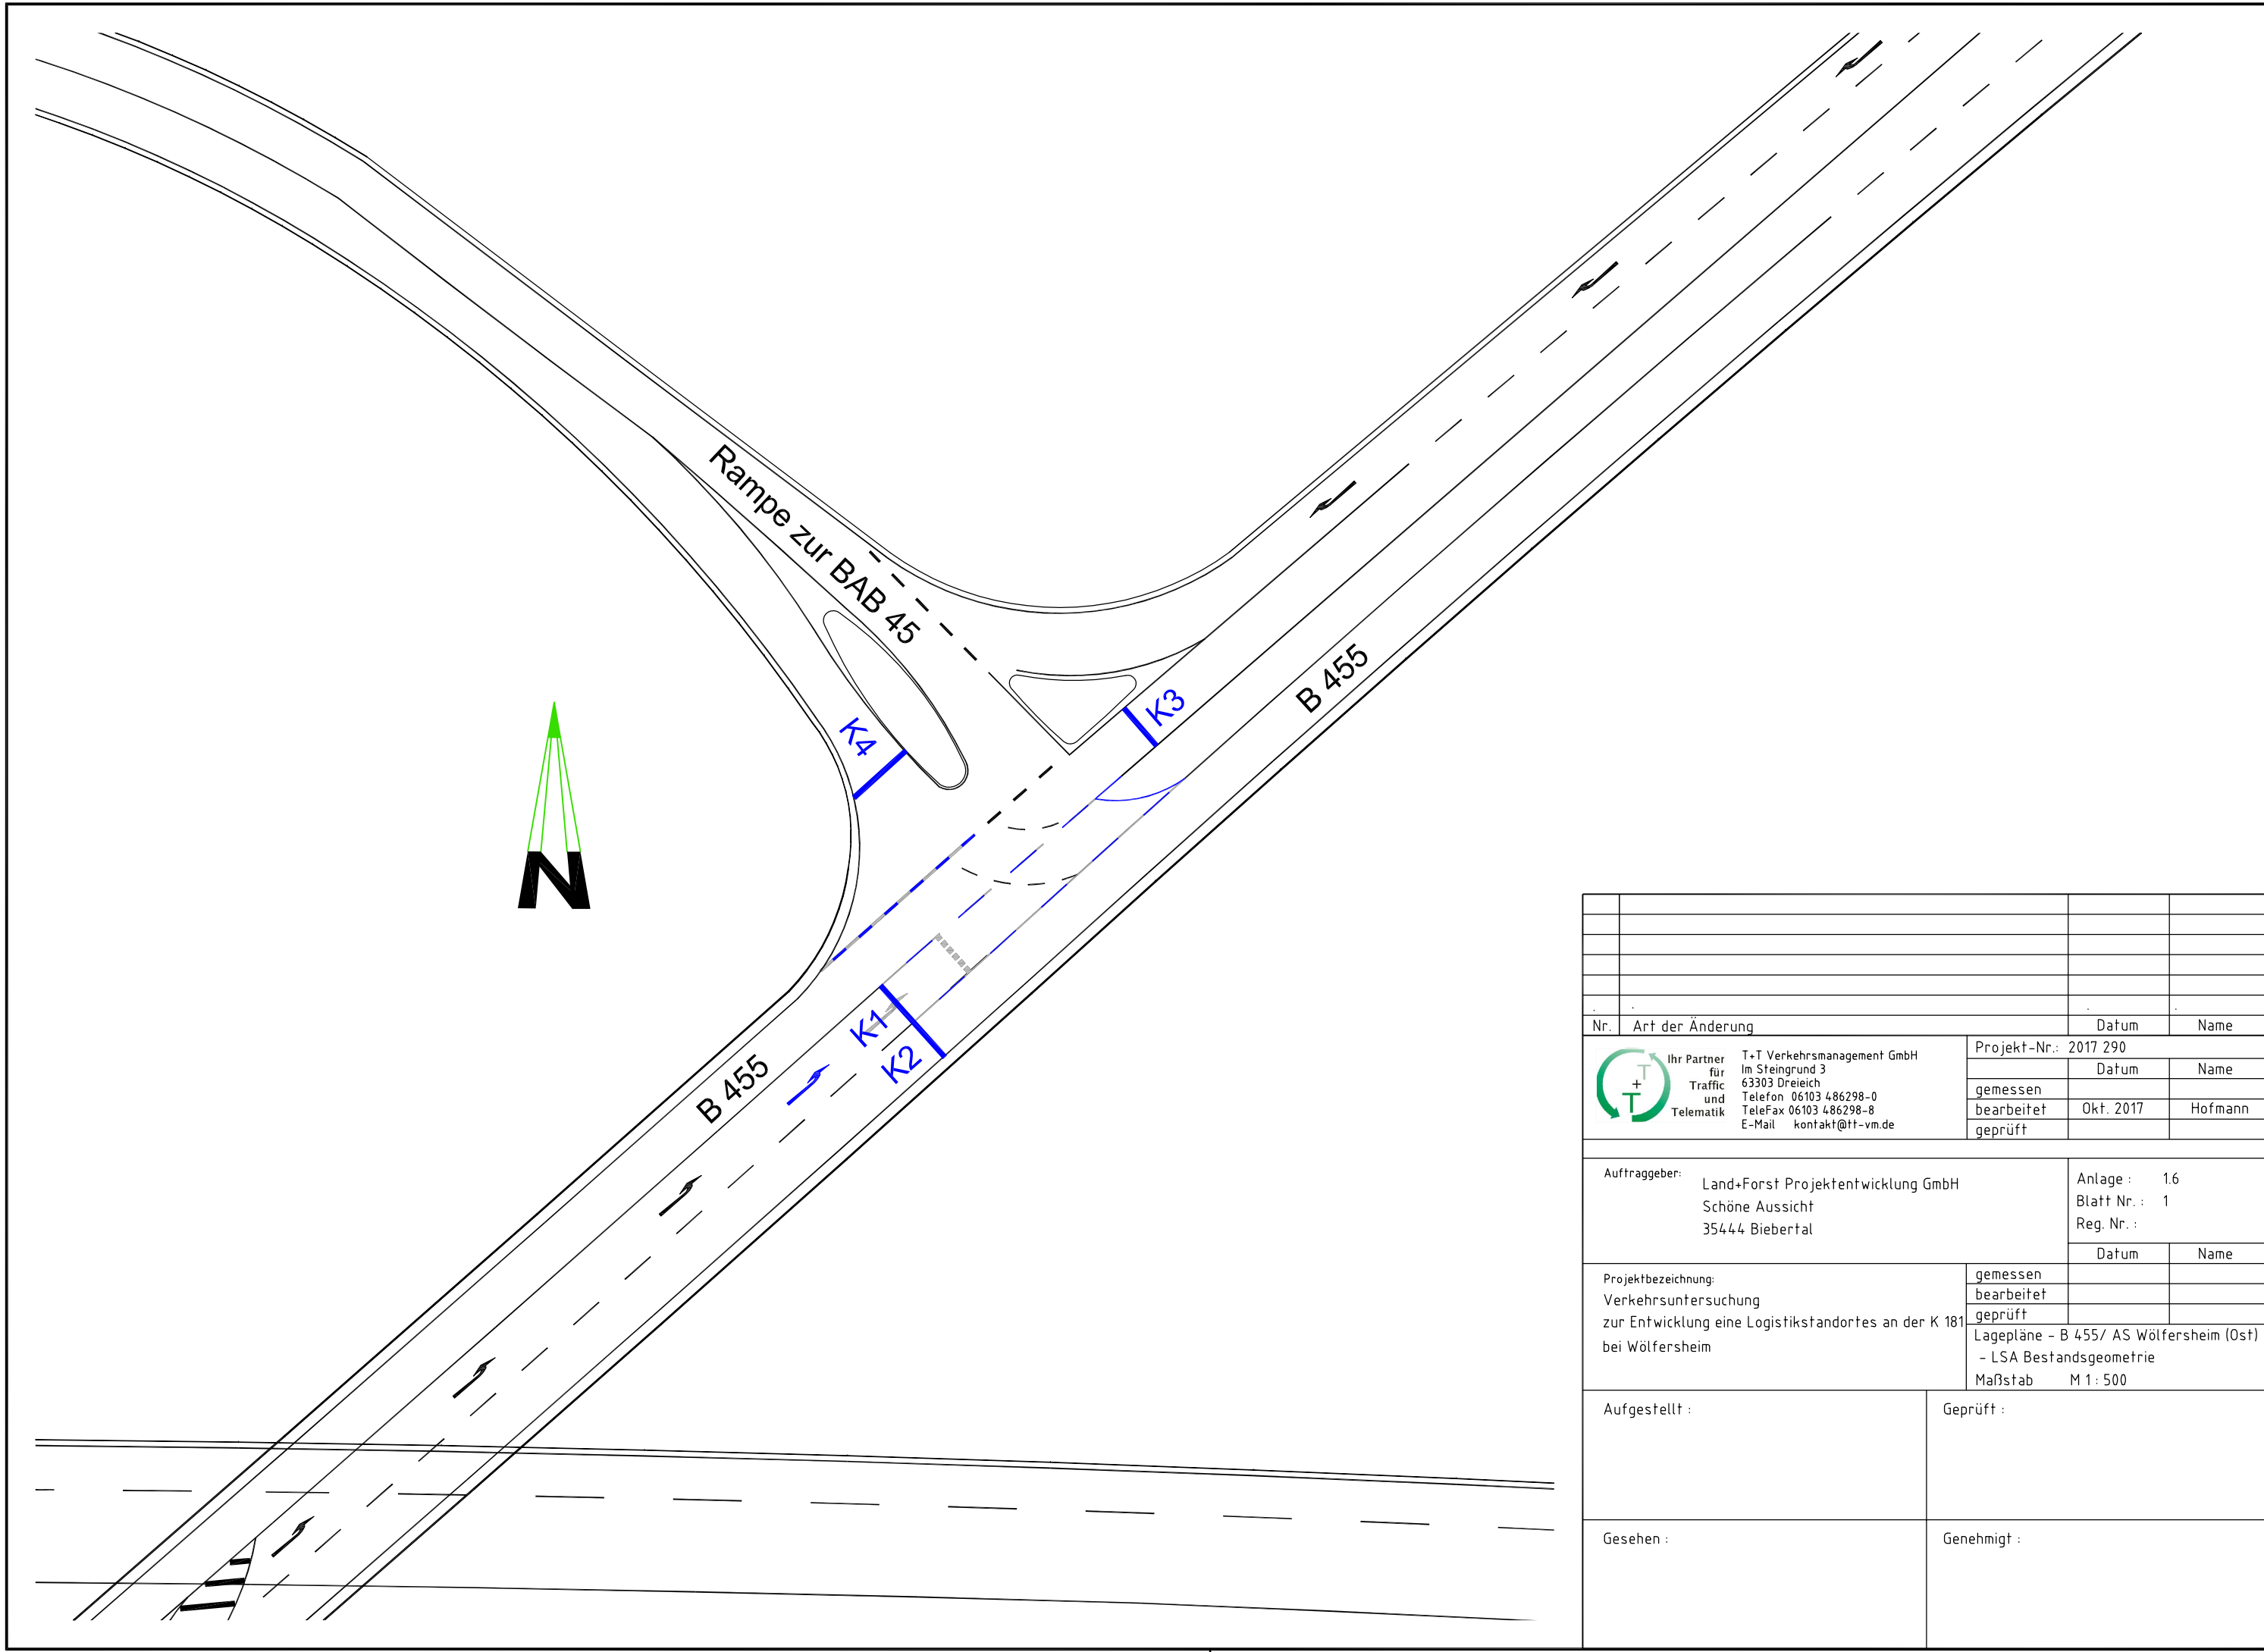 Rampe zur BAB 45
B 455
K3
K4
K1
K2
B 455
N
Nr. Art der Änderung Datum Name
T
+
T
Ihr Partner
für
Traffic
und
Telematik
T+T Verkehrsmanagement GmbH
Im Steingrund 3
63303 Dreieich
Telefon 06103 486298-0
TeleFax 06103 486298-8
E-Mail kontakt@tt-vm.de
Projekt-Nr.: 2017 290
Datum Name
gemessen
bearbeitet Okt. 2017 Hofmann
geprüft
Auftraggeber:
Land+Forst Projektentwicklung GmbH
Schöne Aussicht
35444 Biebertal
Anlage : 1.6
Blatt Nr. : 1
Reg. Nr. :
Datum Name
gemessen
bearbeitet
geprüft
Projektbezeichnung:
Verkehrsuntersuchung
zur Entwicklung eine Logistikstandortes an der K 181
bei Wölfersheim
Lagepläne - B 455/ AS Wölfersheim (Ost)
- LSA Bestandsgeometrie
Maßstab M 1 : 500
Aufgestellt :
Geprüft :
Gesehen :
Genehmigt :